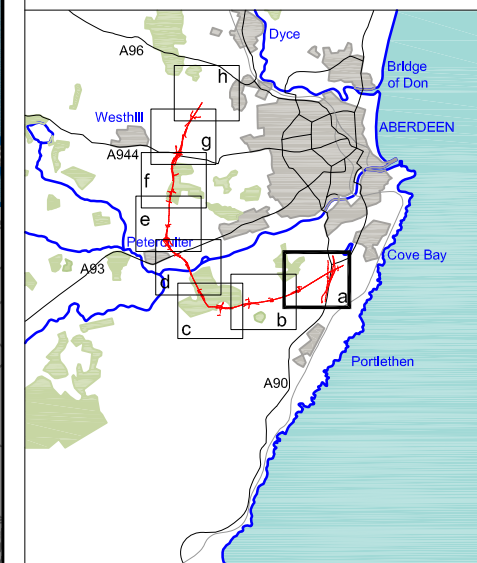 Dyce
A96
h
Bridge
of Don
Westhill
ABERDEEN
g
A944
f
e
Peterculter
Cove Bay
A93
d
a
c
b
Portlethen
A90